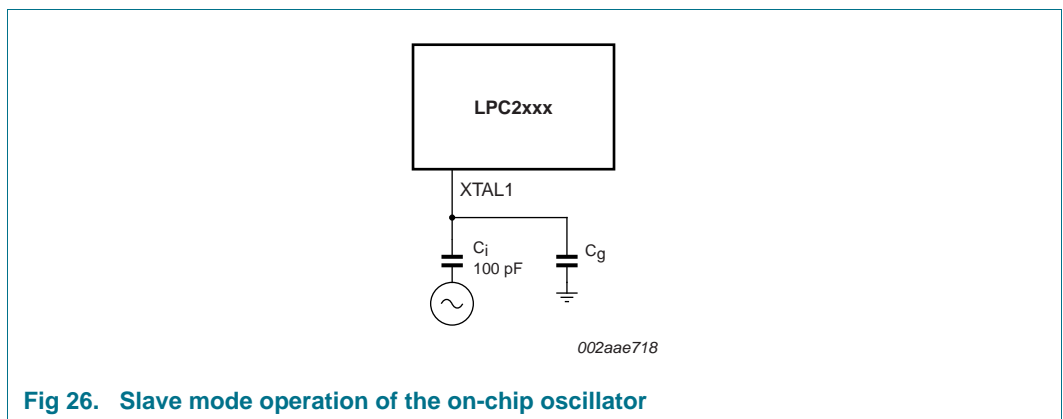 LPC2xxx
XTAL1
Ci
100 pF
Cg
002aae718
Fig 26. Slave mode operation of the on-chip oscillator